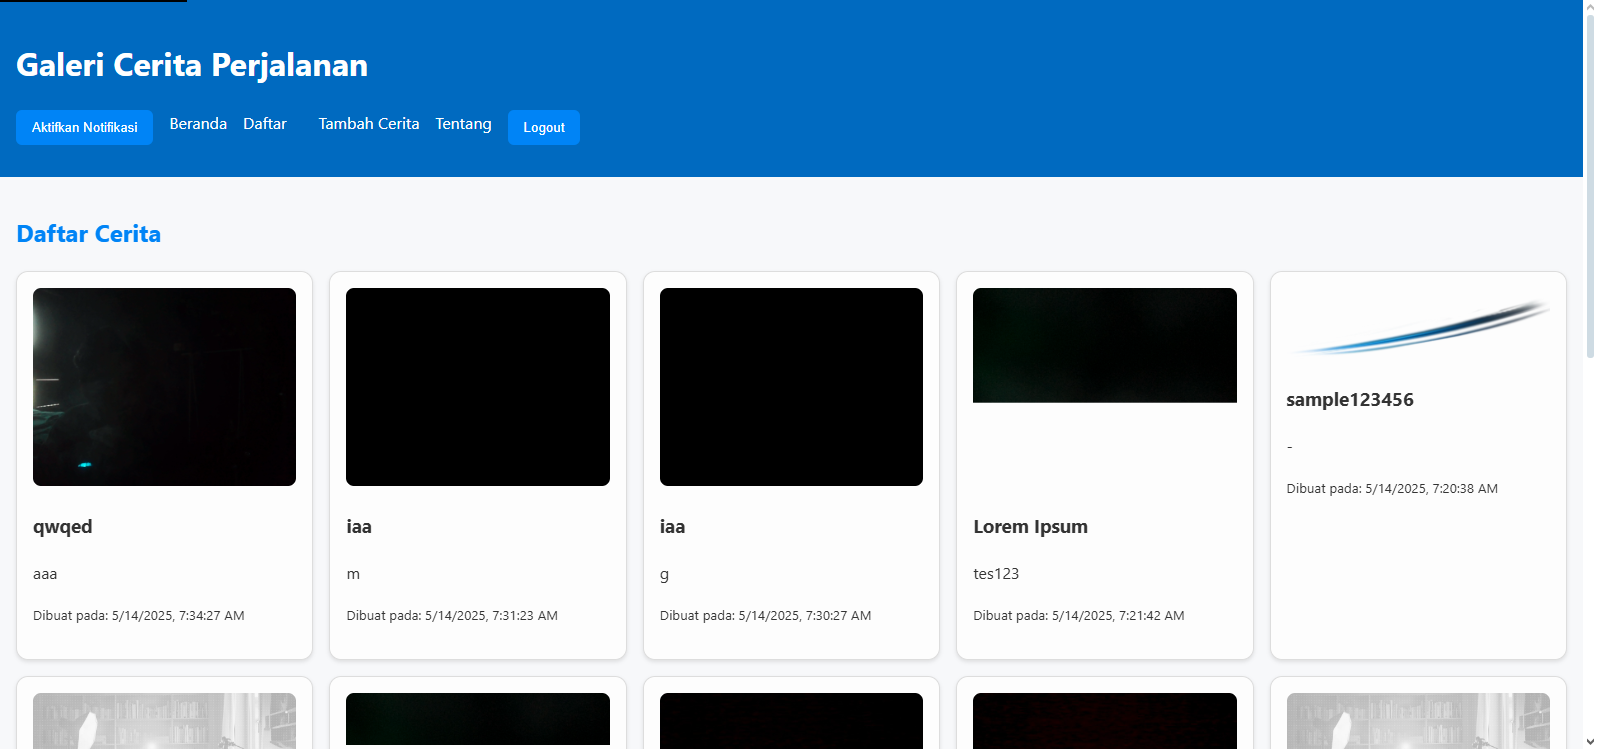 Galeri Cerita Perjalanan
Aktifkan Notifikasi Beranda Daftar Tambah Cerita Tentang Logout
Daftar Cerita
qwqed
aaa
Dibuat pada: 5/14/2025, 7:34:27 AM
iaa
m
Dibuat pada: 5/14/2025, 7:31:23 AM
iaa
g
Dibuat pada: 5/14/2025, 7:30:27 AM
Lorem Ipsum
tes123
Dibuat pada: 5/14/2025, 7:21:42 AM
sample123456
-
Dibuat pada: 5/14/2025, 7:20:38 AM